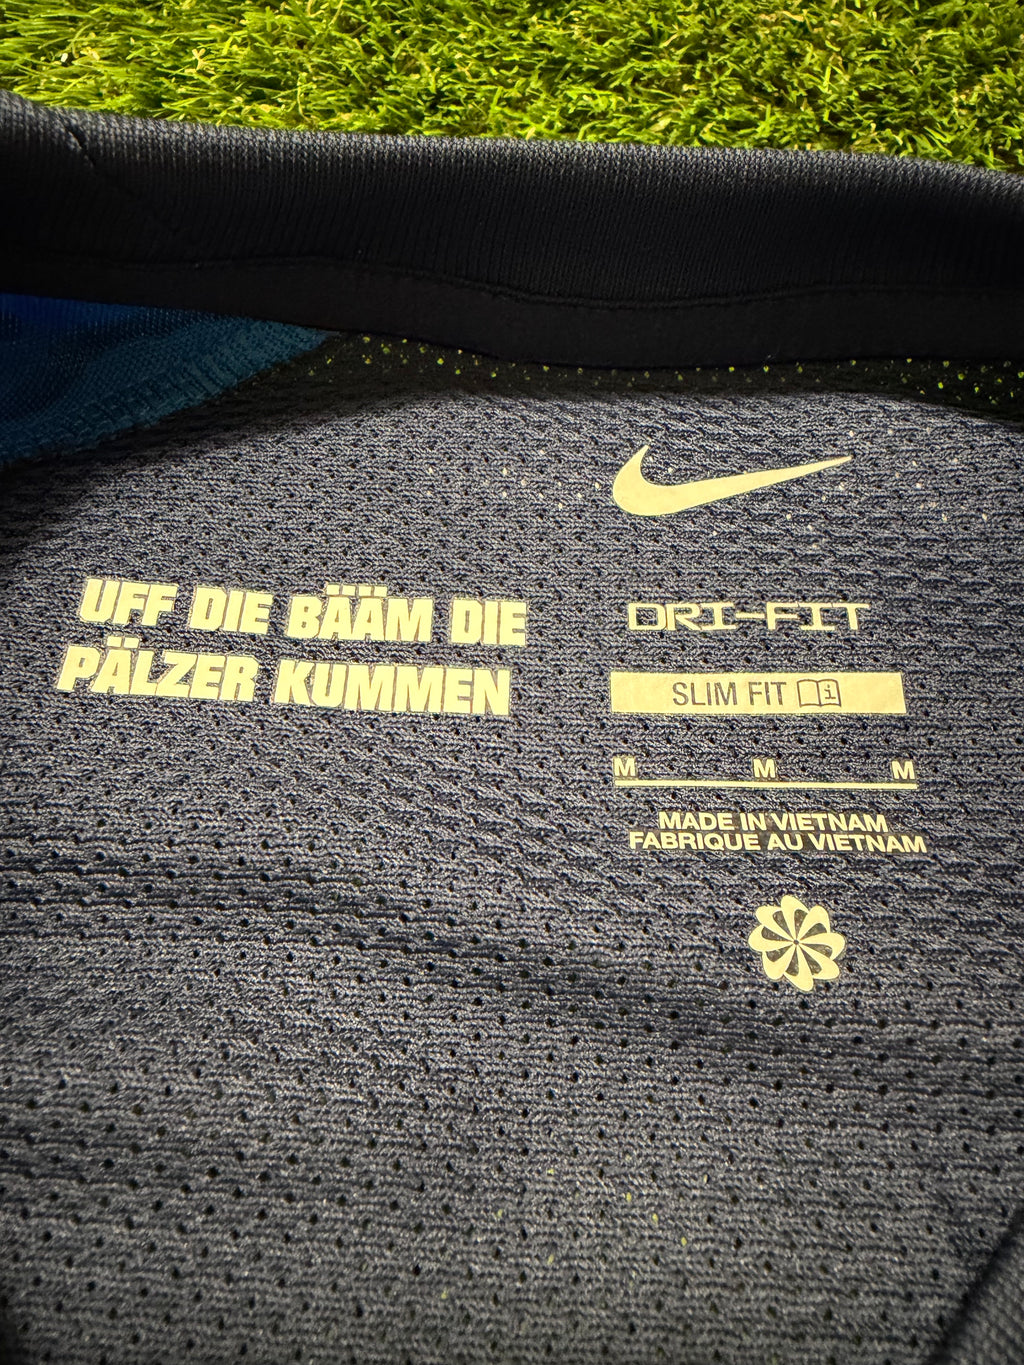 UFF DIE BÄÄM DIE
PÄLZER KUMMEN
DRI-FIT
SLIM FIT
M M M
MADE IN VIETNAM
FABRIQUE AU VIETNAM